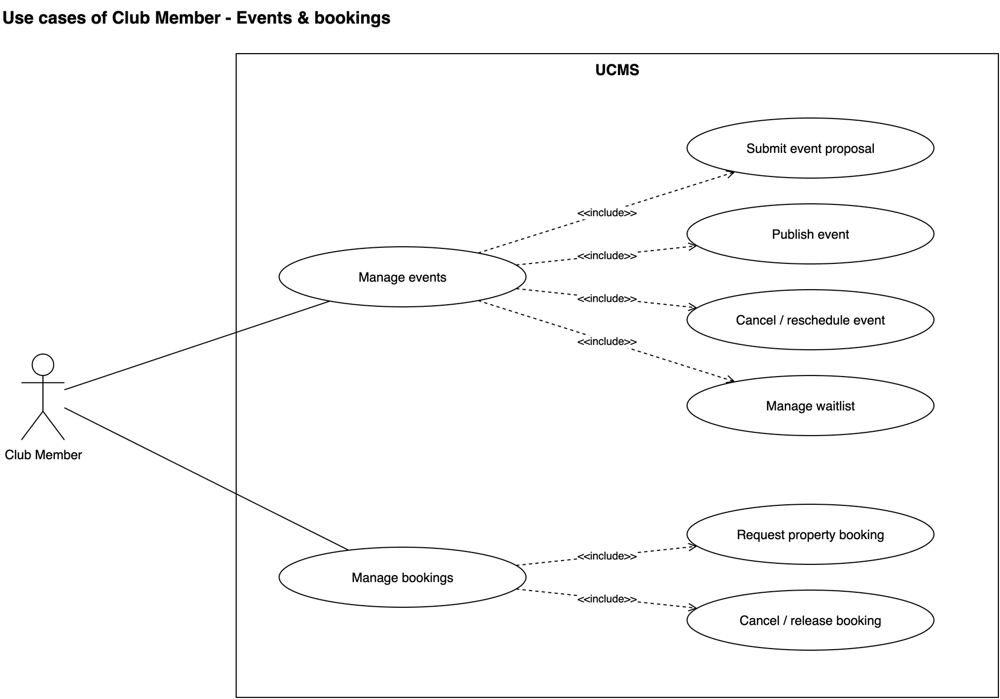 Use cases of Club Member - Events & bookings
UCMS
Submit event proposal
<<include>>
Publish event
<<include>>
Manage events
<<include>>
Cancel / reschedule event
<<include>>
Manage waitlist
Club Member
Request property booking
<<include>>
Manage bookings
<<include>>
Cancel / release booking